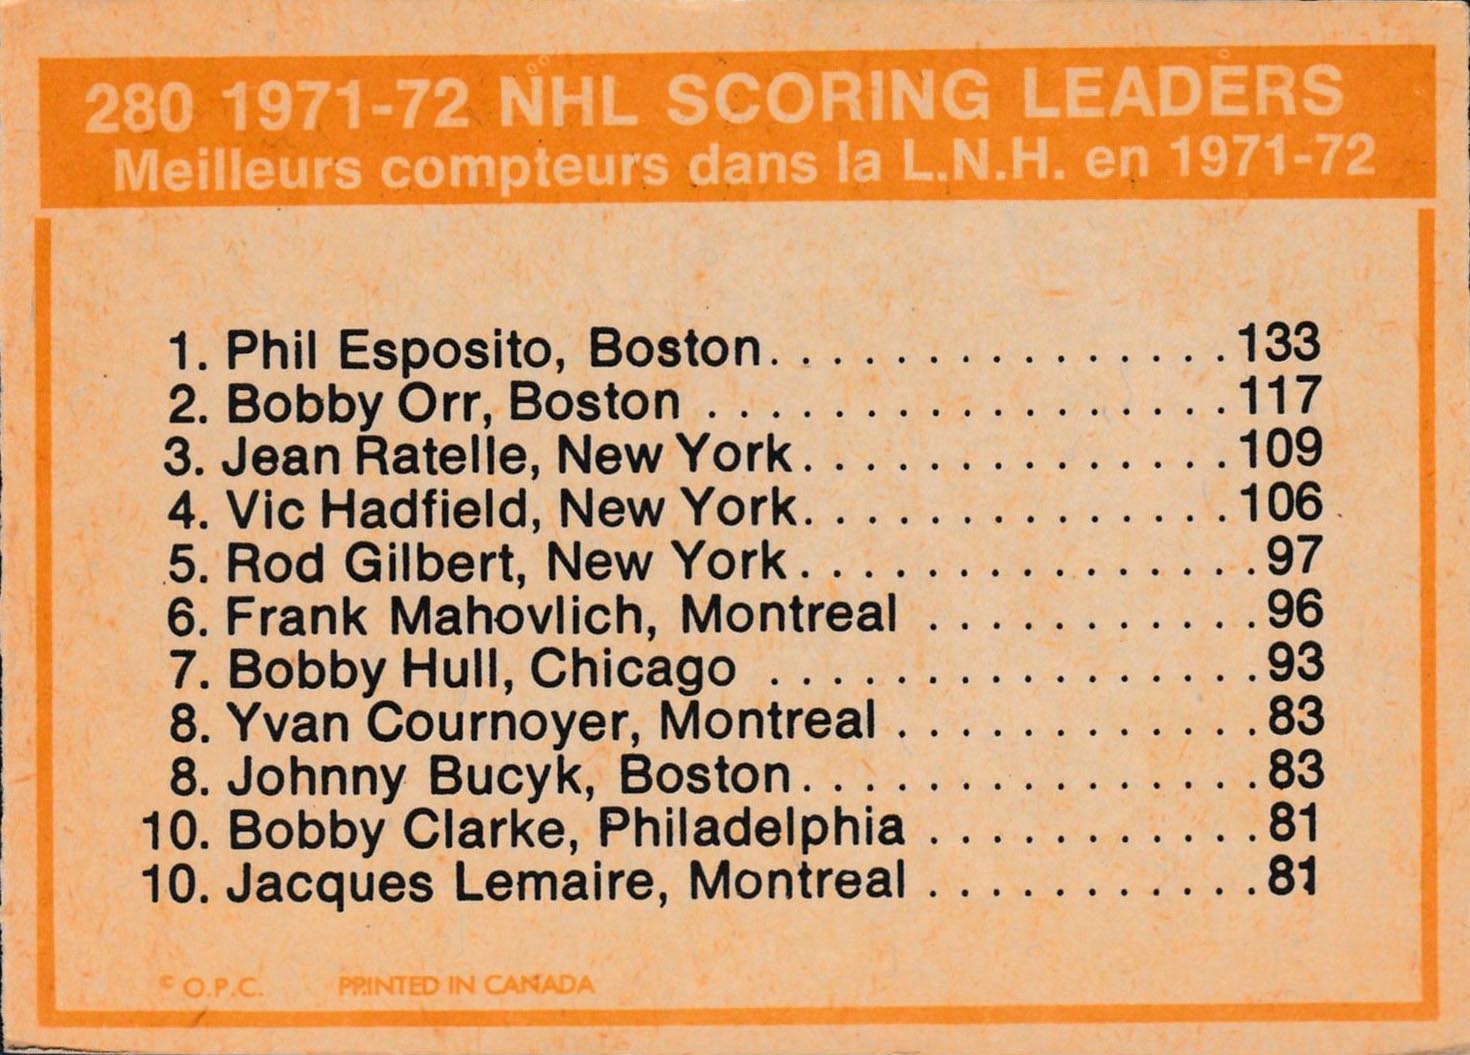 280 1971-72 NHL SCORING LEADERS
Meilleurs compteurs dans la L.N.H. en 1971-72
1. Phil Esposito, Boston. . . . . . . . . . . . . . . 133
2. Bobby Orr, Boston . . . . . . . . . . . . . . . . . 117
3. Jean Ratelle, New York. . . . . . . . . . . . . . 109
4. Vic Hadfield, New York. . . . . . . . . . . . . . 106
5. Rod Gilbert, New York. . . . . . . . . . . . . . . 97
6. Frank Mahovlich, Montreal . . . . . . . . . . . 96
7. Bobby Hull, Chicago . . . . . . . . . . . . . . . . 93
8. Yvan Cournoyer, Montreal . . . . . . . . . . . . 83
8. Johnny Bucyk, Boston. . . . . . . . . . . . . . . 83
10. Bobby Clarke, Philadelphia . . . . . . . . . . . 81
10. Jacques Lemaire, Montreal . . . . . . . . . . . 81
© O.P.C. PRINTED IN CANADA